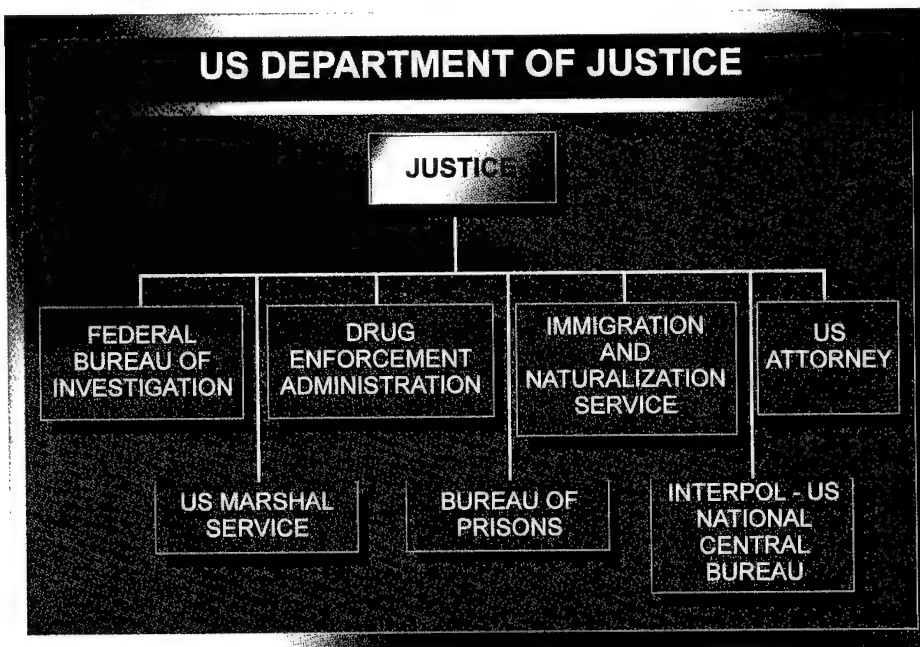 US DEPARTMENT OF JUSTICE
JUSTICE
FEDERAL
BUREAU OF
INVESTIGATION
DRUG
ENFORCEMENT
ADMINISTRATION
IMMIGRATION
AND
NATURALIZATION
SERVICE
US
ATTORNEY
US MARSHAL
SERVICE
BUREAU OF
PRISONS
INTERPOL - US
NATIONAL
CENTRAL
BUREAU